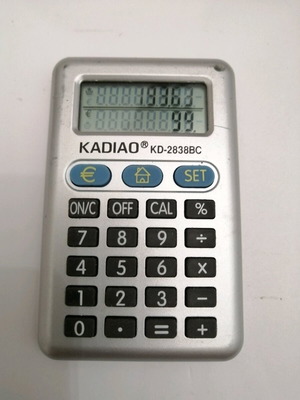 KADIAO® KD-2838BC
€ SET
ON/C OFF CAL %
7 8 9 ÷
4 5 6 ×
1 2 3 −
0 · = +